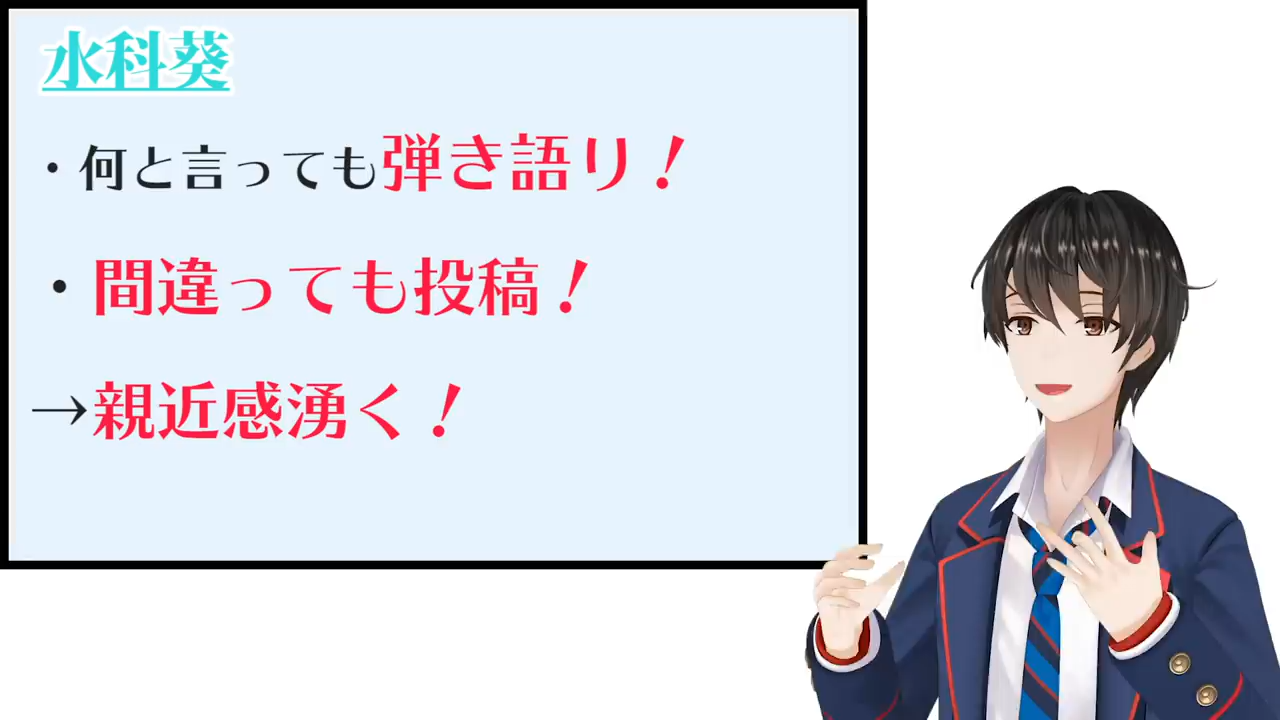 水科葵
・何と言っても弾き語り！
・間違っても投稿！
→親近感湧く！